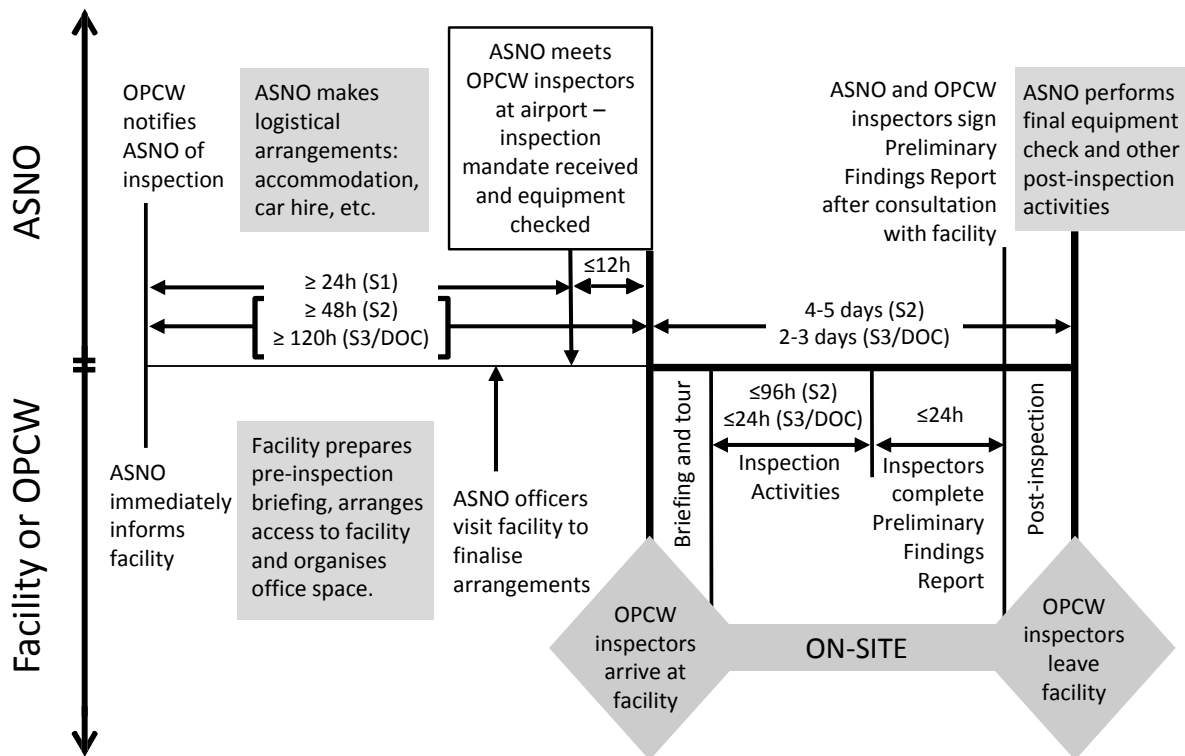 ASNO
Facility or OPCW
OPCW
notifies
ASNO of
inspection
ASNO makes
logistical
arrangements:
accommodation,
car hire, etc.
ASNO meets
OPCW inspectors
at airport –
inspection
mandate received
and equipment
checked
ASNO and OPCW
inspectors sign
Preliminary
Findings Report
after consultation
with facility
ASNO performs
final equipment
check and other
post-inspection
activities
≥ 24h (S1)
≥ 48h (S2)
≥ 120h (S3/DOC)
≤12h
4-5 days (S2)
2-3 days (S3/DOC)
ASNO
immediately
informs
facility
Facility prepares
pre-inspection
briefing, arranges
access to facility
and organises
office space.
ASNO officers
visit facility to
finalise
arrangements
Briefing and tour
≤96h (S2)
≤24h (S3/DOC)
Inspection
Activities
≤24h
Inspectors
complete
Preliminary
Findings
Report
Post-inspection
OPCW
inspectors
arrive at
facility
ON-SITE
OPCW
inspectors
leave
facility